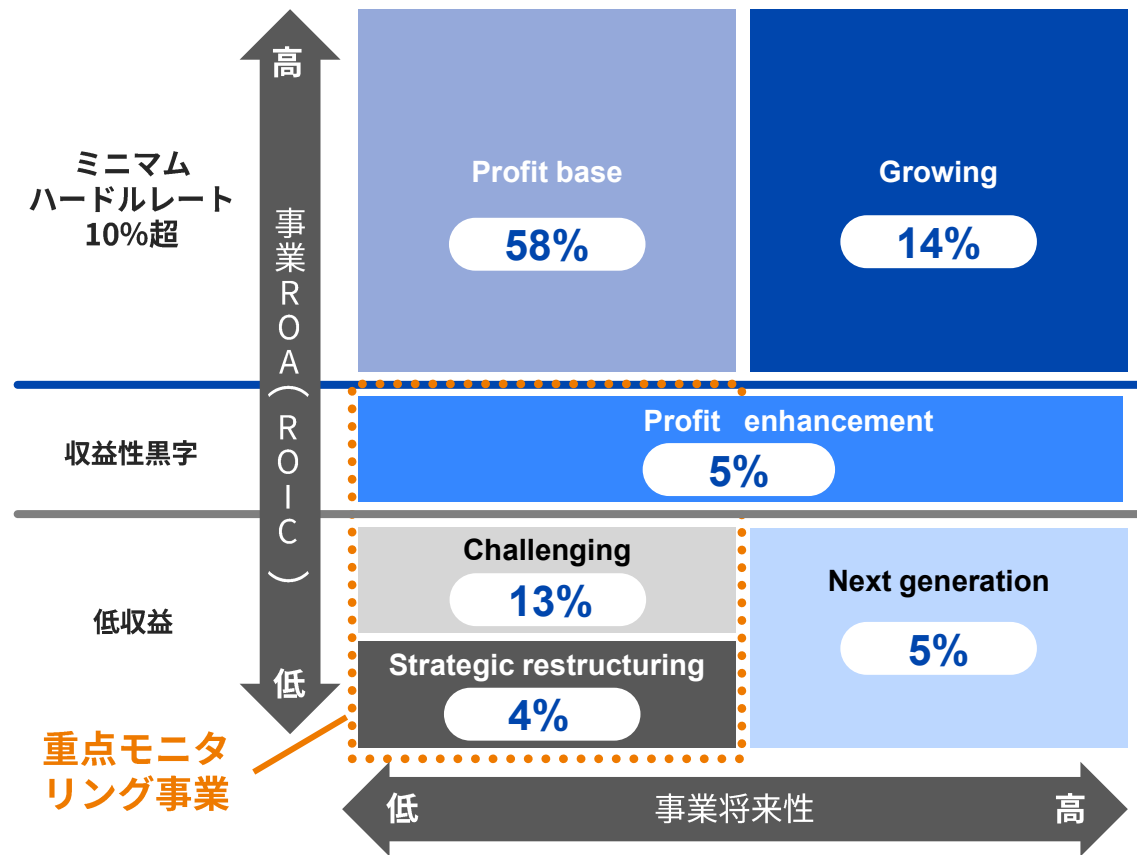 高
ミニマム
ハードルレート
10%超
事業ROA(ROIC)
Profit base
58%
Growing
14%
収益性黒字
Profit enhancement
5%
低収益
Challenging
13%
Strategic restructuring
4%
Next generation
5%
低
重点モニタ
リング事業
低
事業将来性
高